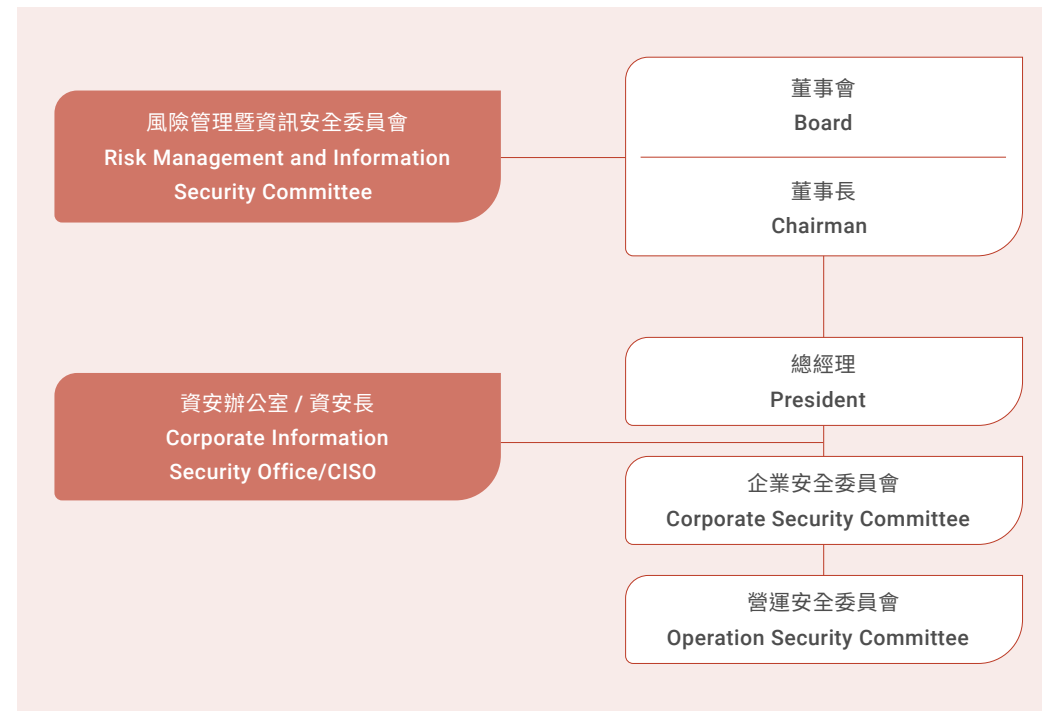 風險管理暨資訊安全委員會
Risk Management and Information
Security Committee
董事會
Board
董事長
Chairman
總經理
President
資安辦公室 / 資安長
Corporate Information
Security Office/CISO
企業安全委員會
Corporate Security Committee
營運安全委員會
Operation Security Committee